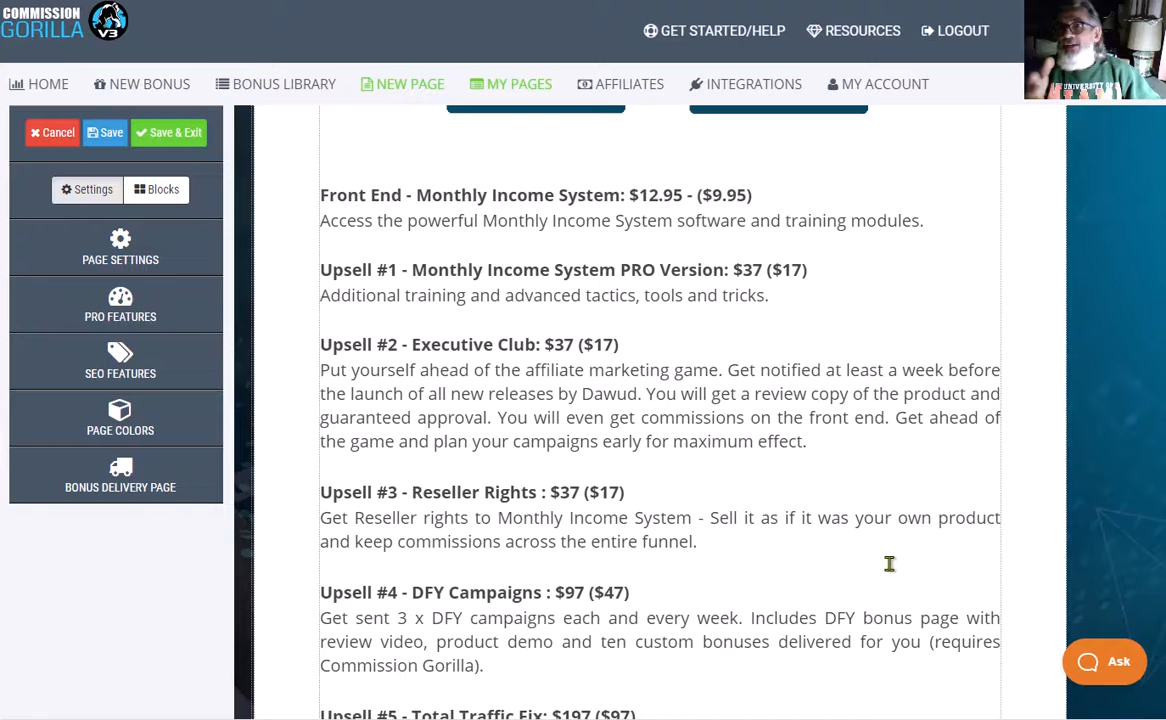 COMMISSION
GORILLA V3
GET STARTED/HELP RESOURCES LOGOUT
HOME NEW BONUS BONUS LIBRARY NEW PAGE MY PAGES AFFILIATES INTEGRATIONS MY ACCOUNT
Cancel Save Save & Exit
Settings Blocks
PAGE SETTINGS
PRO FEATURES
SEO FEATURES
PAGE COLORS
BONUS DELIVERY PAGE
Front End - Monthly Income System: $12.95 - ($9.95)
Access the powerful Monthly Income System software and training modules.
Upsell #1 - Monthly Income System PRO Version: $37 ($17)
Additional training and advanced tactics, tools and tricks.
Upsell #2 - Executive Club: $37 ($17)
Put yourself ahead of the affiliate marketing game. Get notified at least a week before
the launch of all new releases by Dawud. You will get a review copy of the product and
guaranteed approval. You will even get commissions on the front end. Get ahead of
the game and plan your campaigns early for maximum effect.
Upsell #3 - Reseller Rights : $37 ($17)
Get Reseller rights to Monthly Income System - Sell it as if it was your own product
and keep commissions across the entire funnel.
Upsell #4 - DFY Campaigns : $97 ($47)
Get sent 3 x DFY campaigns each and every week. Includes DFY bonus page with
review video, product demo and ten custom bonuses delivered for you (requires
Commission Gorilla).
Upsell #5 - Total Traffic Fix: $197 ($97)
Ask